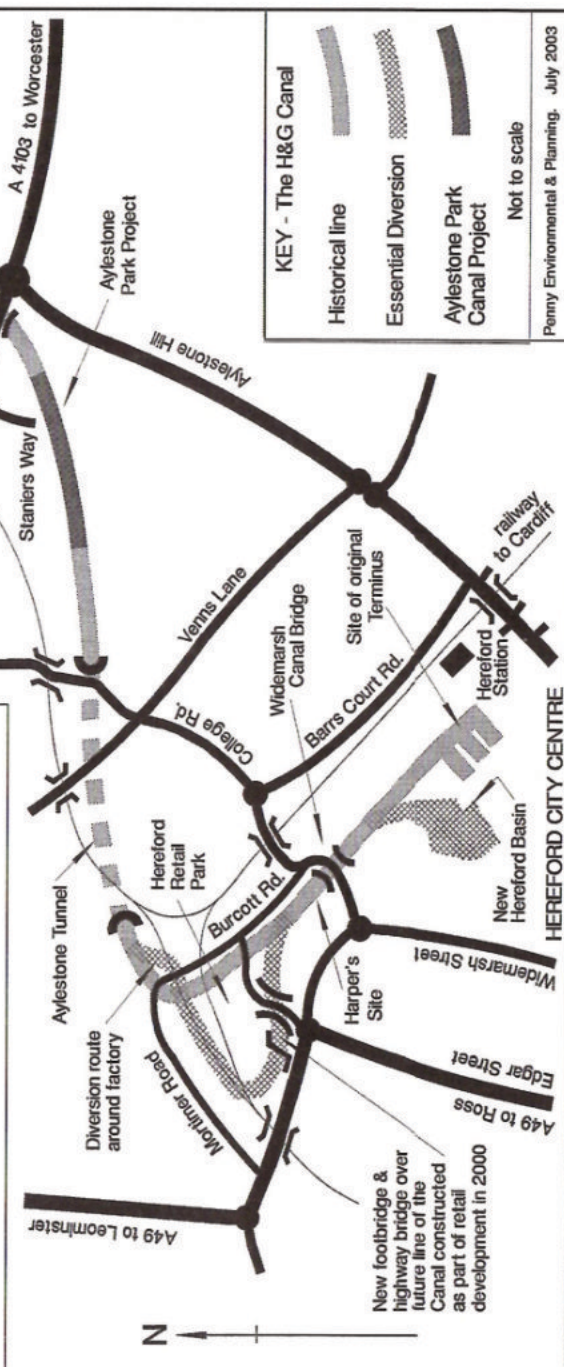 A 4103 to Worcester
Aylestone
Park Project
Staniers Way
Aylestone Hill
Venns Lane
College Rd.
Aylestone Tunnel
Diversion route
around factory
Hereford
Retail
Park
Burcott Rd.
Widemarsh
Canal Bridge
Barrs Court Rd.
Site of original
Terminus
railway
to Cardiff
Hereford
Station
Mortimer Road
Harper's
Site
New
Hereford Basin
HEREFORD CITY CENTRE
Widemarsh Street
Edgar Street
A49 to Ross
A49 to Leominster
New footbridge &
highway bridge over
future line of the
Canal constructed
as part of retail
development in 2000
N
KEY - The H&G Canal
Historical line
Essential Diversion
Aylestone Park
Canal Project
Not to scale
Penny Environmental & Planning. July 2003